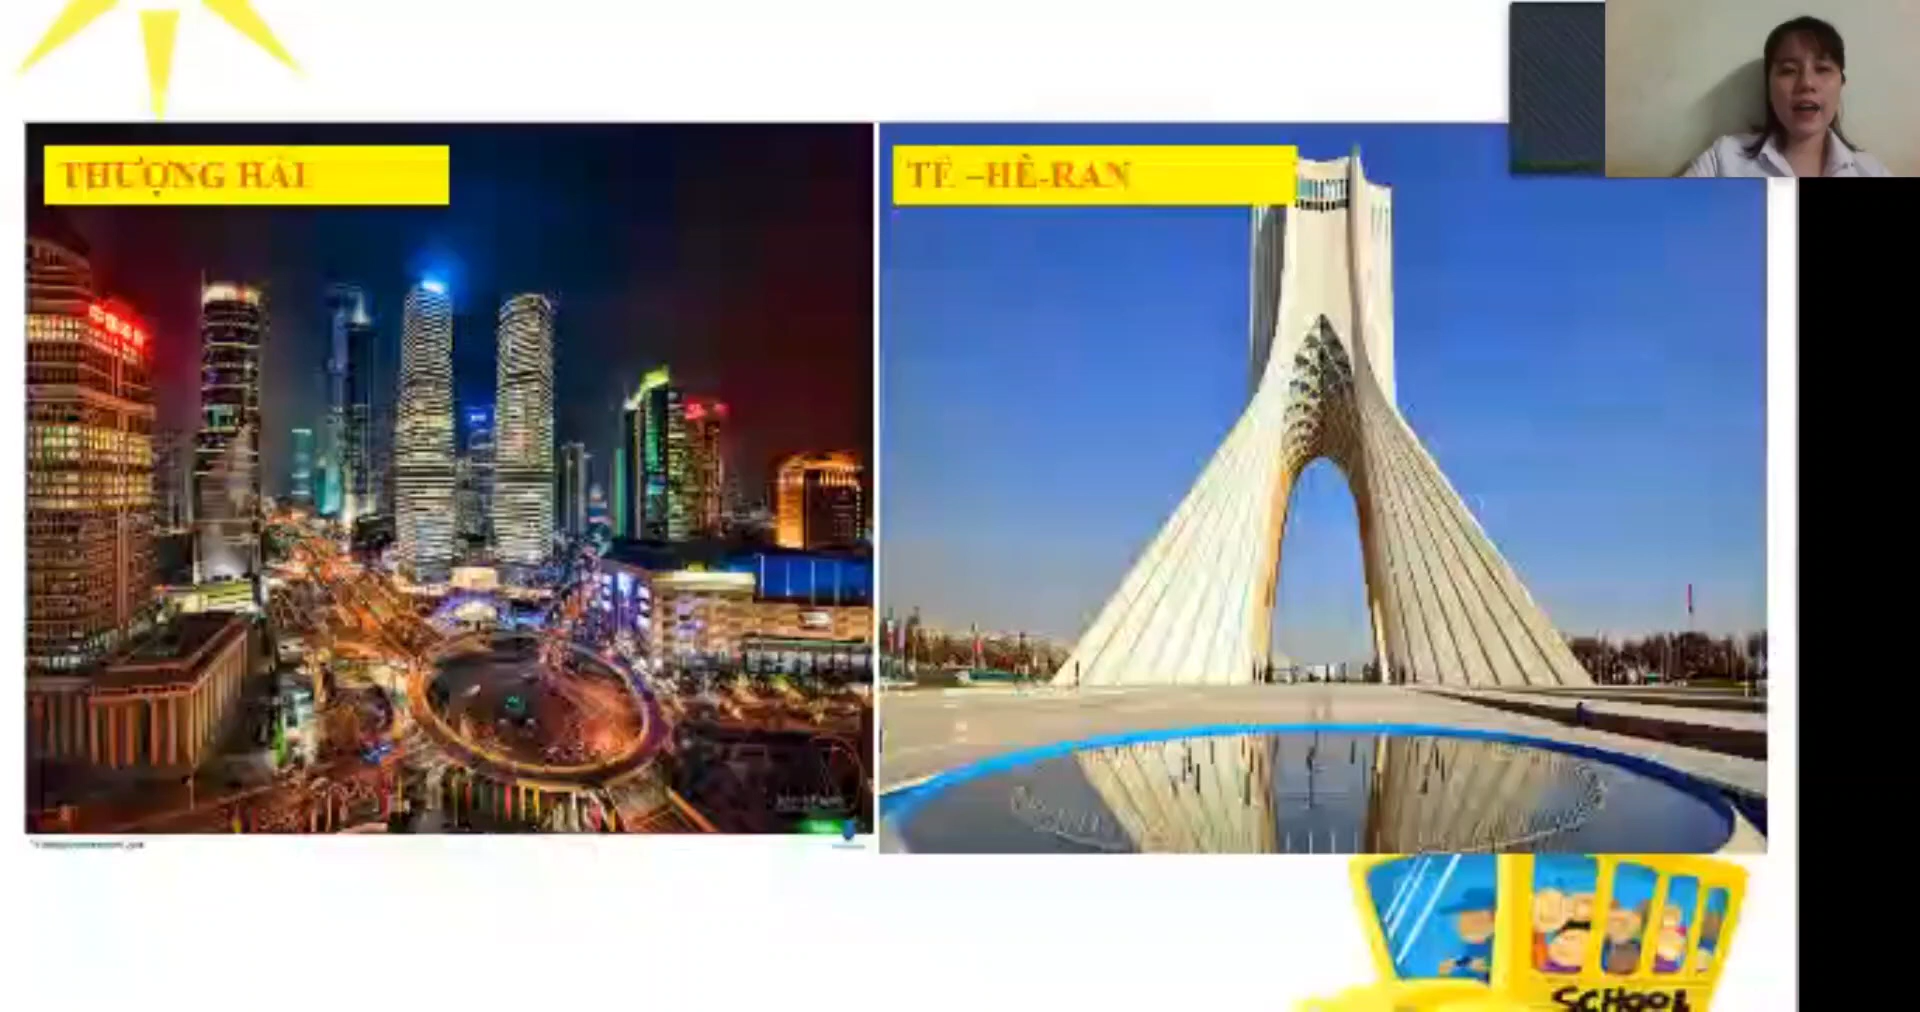 THƯỢNG HẢI
TÊ –HÊ-RAN
SCHOOL